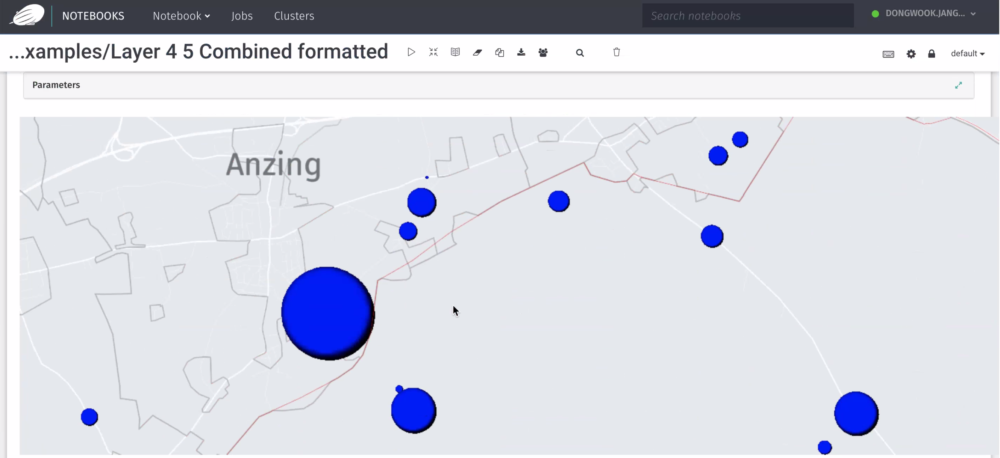 NOTEBOOKS Notebook Jobs Clusters Search notebooks DONGWOOK.JANG...
...xamples/Layer 4 5 Combined formatted default
Parameters
Anzing